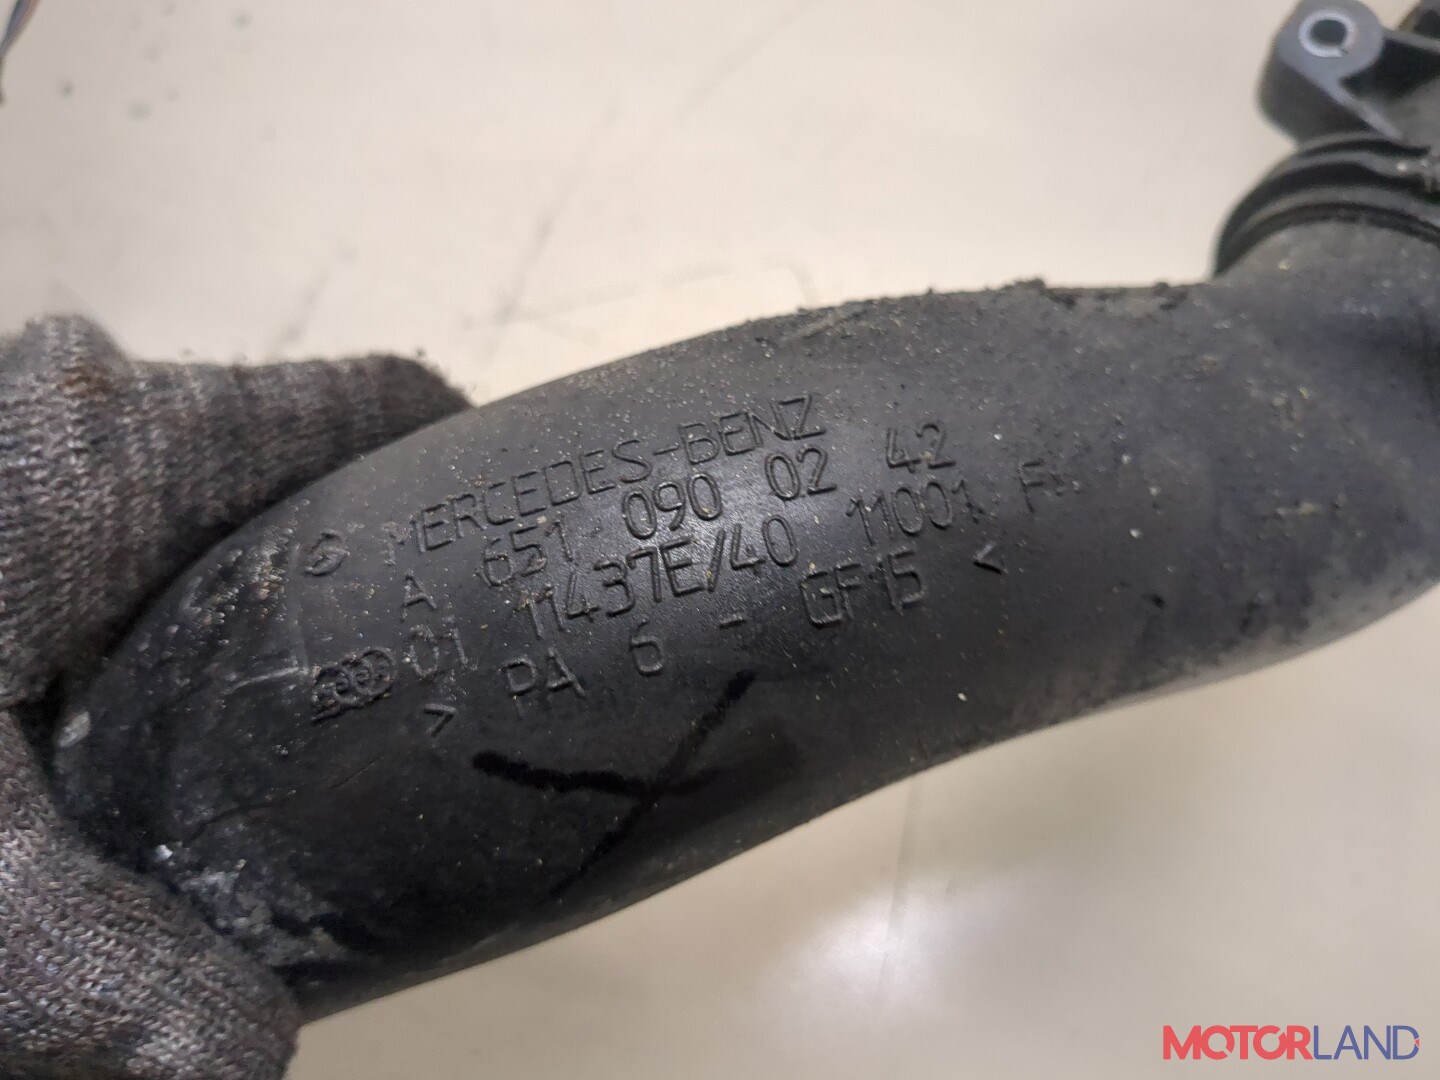 MERCEDES-BENZ
A 651 090 02 42
01 11437E/40 11001
> PA 6 - GF15 <
MOTORLAND